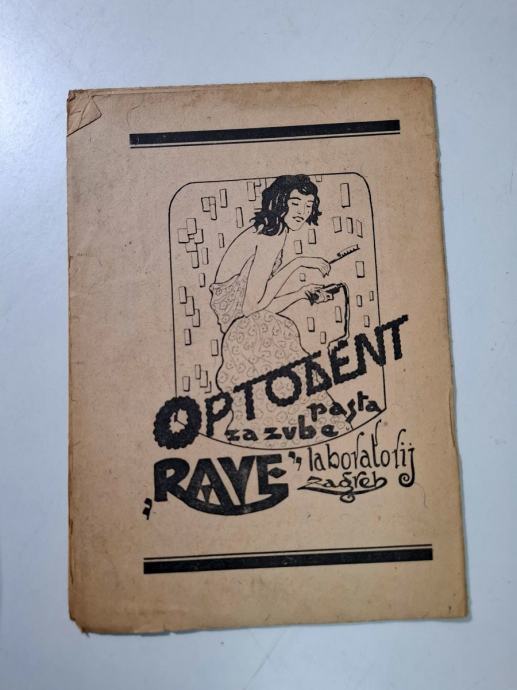 OPTODENT
pasta
za zube
„RAVE" laboratorij
Zagreb